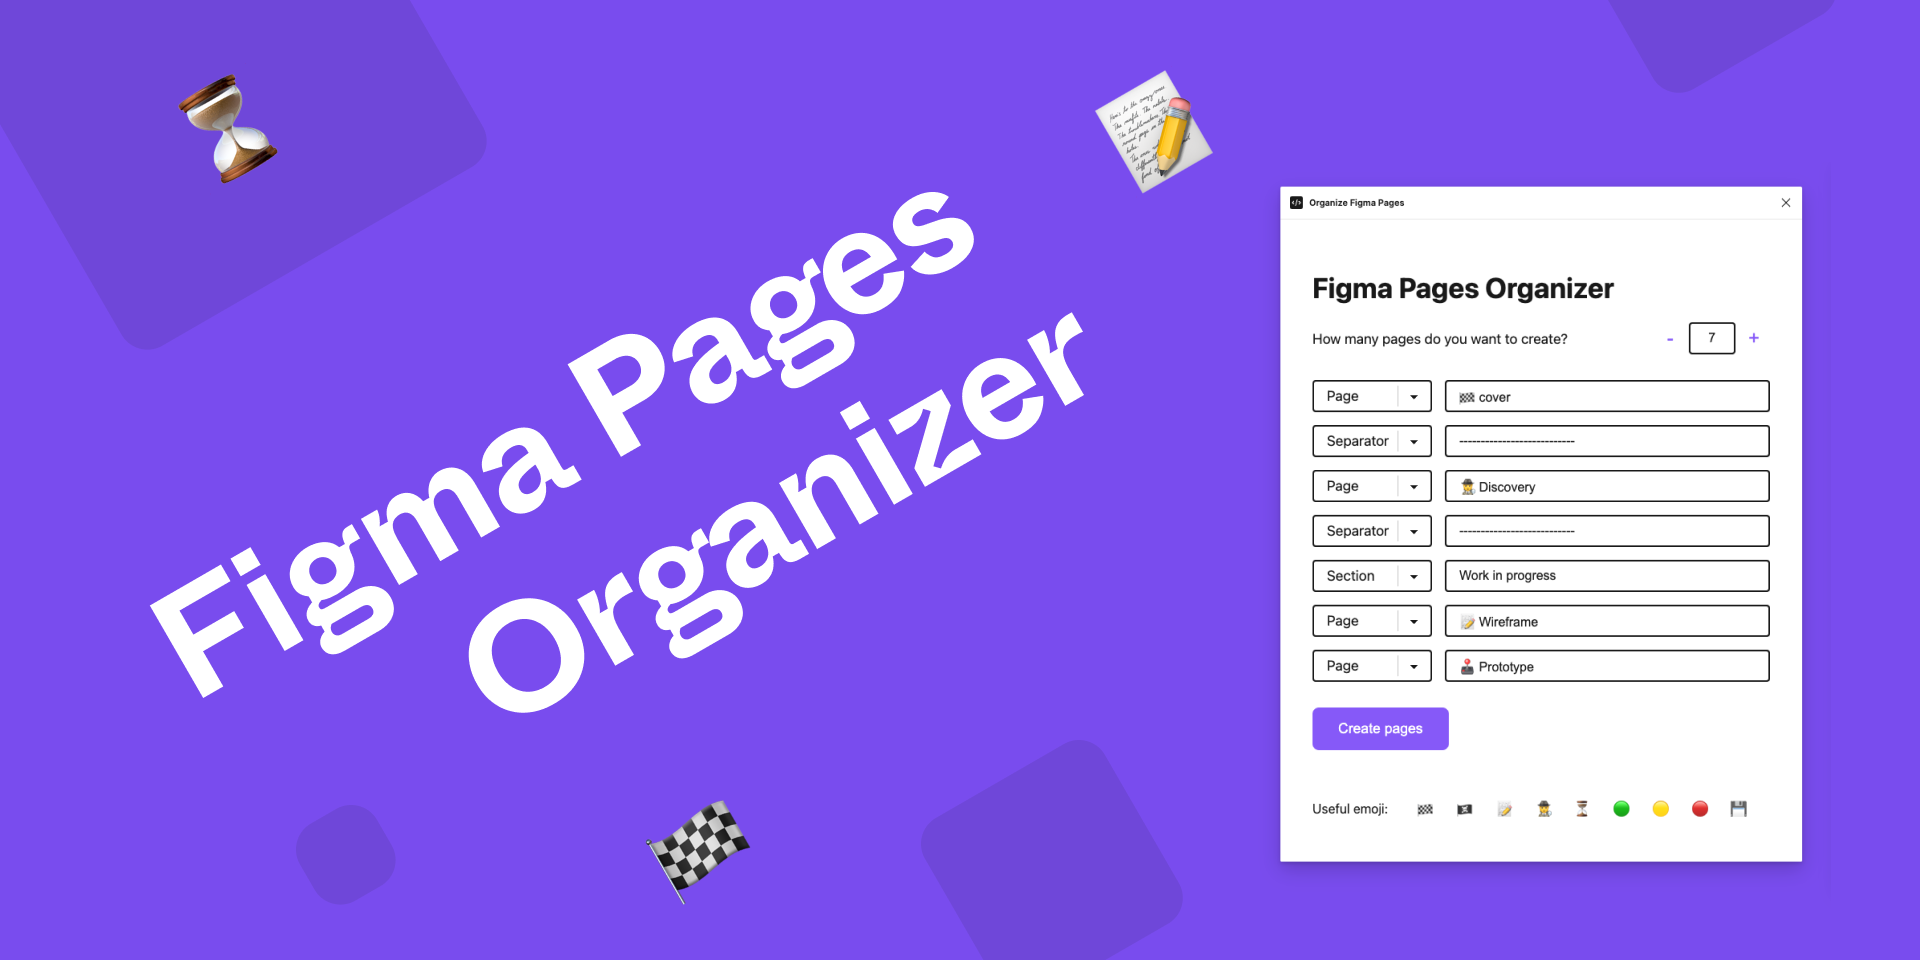 Figma Pages
Organizer
Organize Figma Pages
Figma Pages Organizer
How many pages do you want to create?
- 7 +
Page 🏁 cover
Separator ---------------------------
Page 🕵️ Discovery
Separator ---------------------------
Section Work in progress
Page 📝 Wireframe
Page 🕹️ Prototype
Create pages
Useful emoji: 🏁 🏴‍☠️ 📝 🕵️ ⏳ 🟢 🟡 🔴 💾